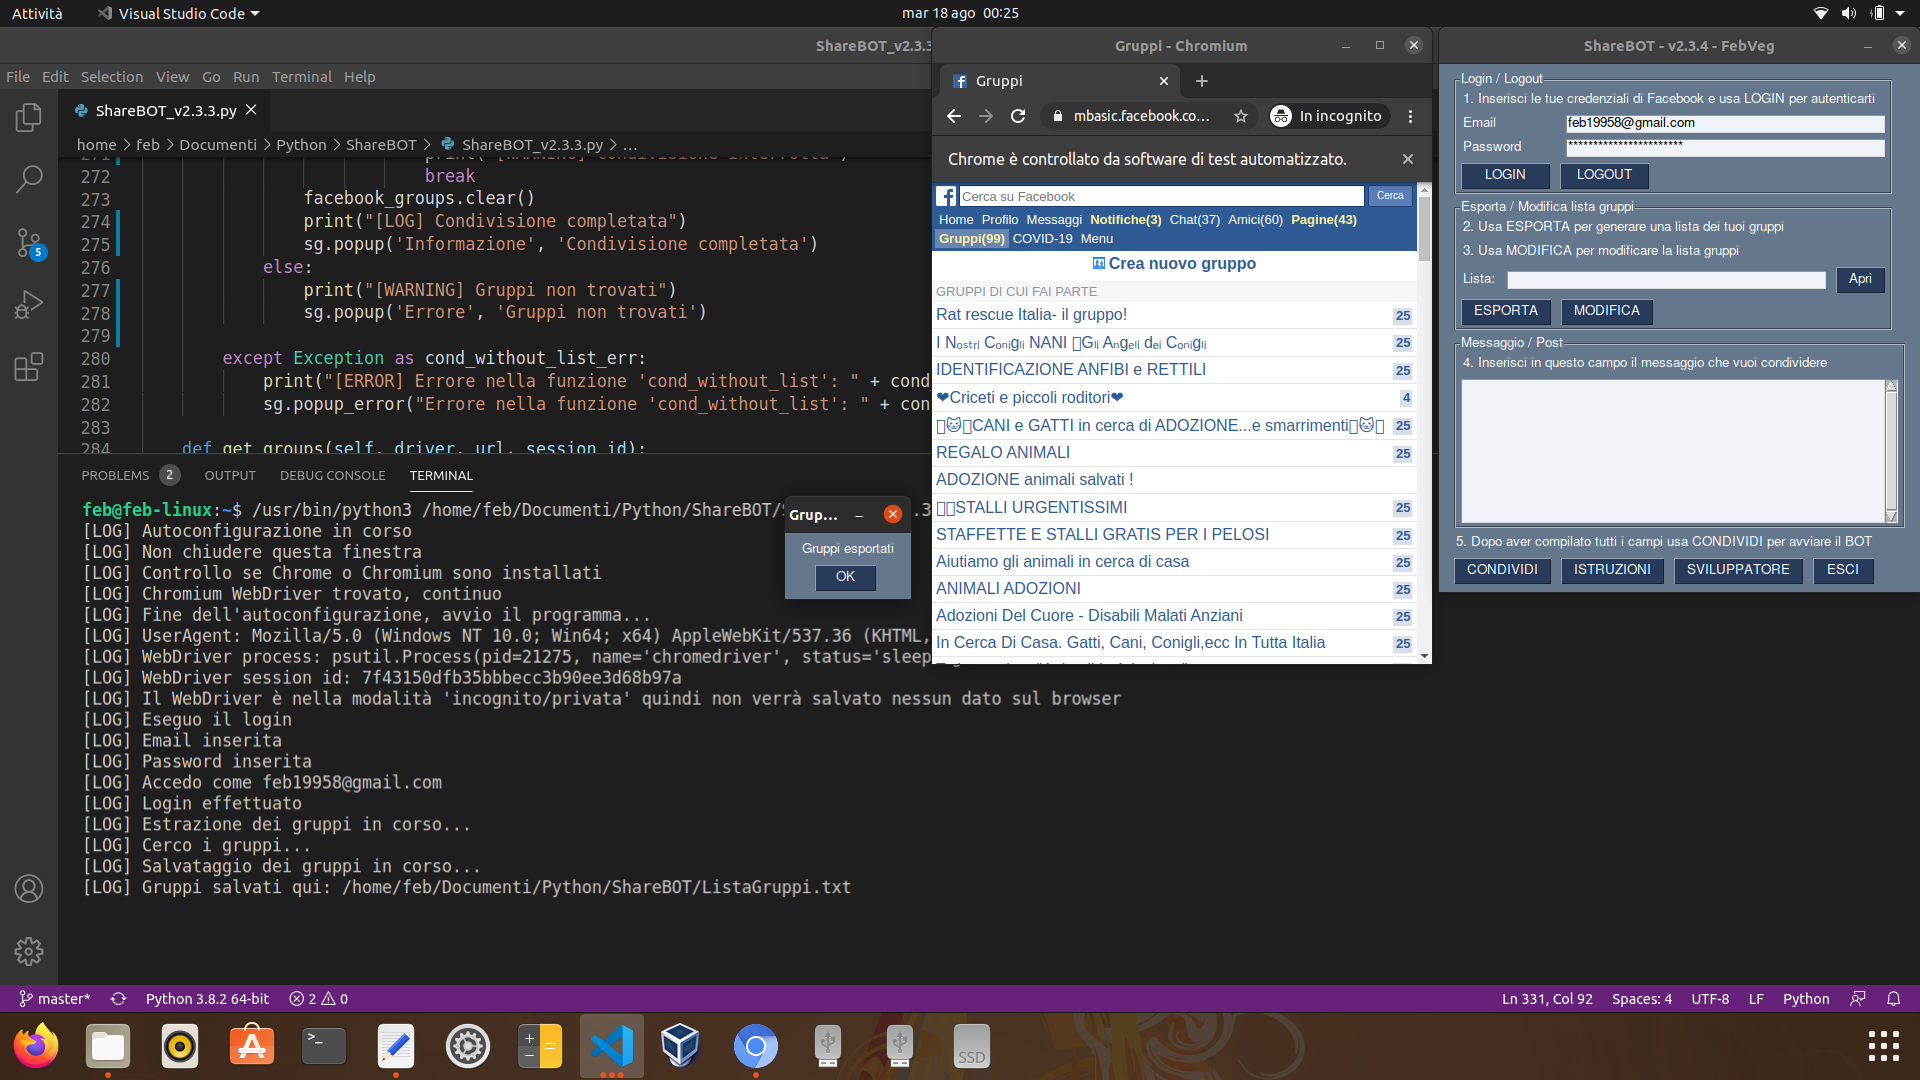 Attività
Visual Studio Code
mar 18 ago 00:25
ShareBOT_v2.3.3
File Edit Selection View Go Run Terminal Help
ShareBOT_v2.3.3.py
home > feb > Documenti > Python > ShareBOT > ShareBOT_v2.3.3.py > ...
272 break
273 facebook_groups.clear()
274 print("[LOG] Condivisione completata")
275 sg.popup('Informazione', 'Condivisione completata')
276 else:
277 print("[WARNING] Gruppi non trovati")
278 sg.popup('Errore', 'Gruppi non trovati')
279
280 except Exception as cond_without_list_err:
281 print("[ERROR] Errore nella funzione 'cond_without_list': " + cond
282 sg.popup_error("Errore nella funzione 'cond_without_list': " + con
283
284 def get_groups(self, driver, url, session_id):
PROBLEMS 2 OUTPUT DEBUG CONSOLE TERMINAL
feb@feb-linux:~$ /usr/bin/python3 /home/feb/Documenti/Python/ShareBOT/
[LOG] Autoconfigurazione in corso
[LOG] Non chiudere questa finestra
[LOG] Controllo se Chrome o Chromium sono installati
[LOG] Chromium WebDriver trovato, continuo
[LOG] Fine dell'autoconfigurazione, avvio il programma...
[LOG] UserAgent: Mozilla/5.0 (Windows NT 10.0; Win64; x64) AppleWebKit/537.36 (KHTML,
[LOG] WebDriver process: psutil.Process(pid=21275, name='chromedriver', status='sleep
[LOG] WebDriver session id: 7f43150dfb35bbbecc3b90ee3d68b97a
[LOG] Il WebDriver è nella modalità 'incognito/privata' quindi non verrà salvato nessun dato sul browser
[LOG] Eseguo il login
[LOG] Email inserita
[LOG] Password inserita
[LOG] Accedo come feb19958@gmail.com
[LOG] Login effettuato
[LOG] Estrazione dei gruppi in corso...
[LOG] Cerco i gruppi...
[LOG] Salvataggio dei gruppi in corso...
[LOG] Gruppi salvati qui: /home/feb/Documenti/Python/ShareBOT/ListaGruppi.txt
5
master* Python 3.8.2 64-bit 2 0
Ln 331, Col 92 Spaces: 4 UTF-8 LF Python
Grup...
Gruppi esportati
OK
Gruppi - Chromium
Gruppi
mbasic.facebook.co... In incognito
Chrome è controllato da software di test automatizzato.
Cerca su Facebook Cerca
Home Profilo Messaggi Notifiche(3) Chat(37) Amici(60) Pagine(43)
Gruppi(99) COVID-19 Menu
Crea nuovo gruppo
GRUPPI DI CUI FAI PARTE
Rat rescue Italia- il gruppo! 25
I Nₒₛₜᵣᵢ Cₒₙᵢgₗᵢ NANI Gₗᵢ Aₙgₑₗᵢ dₑᵢ Cₒₙᵢgₗᵢ 25
IDENTIFICAZIONE ANFIBI e RETTILI 25
❤Criceti e piccoli roditori❤ 4
🐱CANI e GATTI in cerca di ADOZIONE...e smarrimenti🐱 25
REGALO ANIMALI 25
ADOZIONE animali salvati !
STALLI URGENTISSIMI 25
STAFFETTE E STALLI GRATIS PER I PELOSI 25
Aiutiamo gli animali in cerca di casa 25
ANIMALI ADOZIONI 25
Adozioni Del Cuore - Disabili Malati Anziani 25
In Cerca Di Casa. Gatti, Cani, Conigli,ecc In Tutta Italia 25
ShareBOT - v2.3.4 - FebVeg
Login / Logout
1. Inserisci le tue credenziali di Facebook e usa LOGIN per autenticarti
Email feb19958@gmail.com
Password ***********************
LOGIN LOGOUT
Esporta / Modifica lista gruppi
2. Usa ESPORTA per generare una lista dei tuoi gruppi
3. Usa MODIFICA per modificare la lista gruppi
Lista: Apri
ESPORTA MODIFICA
Messaggio / Post
4. Inserisci in questo campo il messaggio che vuoi condividere
5. Dopo aver compilato tutti i campi usa CONDIVIDI per avviare il BOT
CONDIVIDI ISTRUZIONI SVILUPPATORE ESCI
SSD